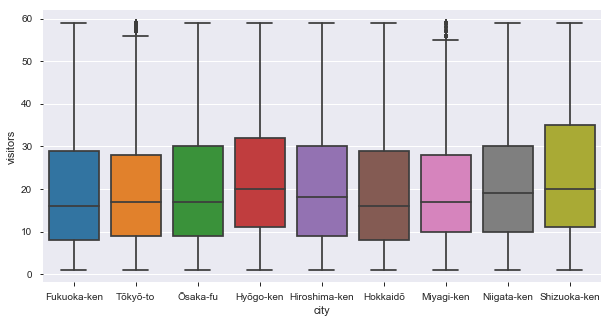 60
50
40
30
20
10
0
visitors
Fukuoka-ken Tōkyō-to Ōsaka-fu Hyōgo-ken Hiroshima-ken Hokkaidō Miyagi-ken Niigata-ken Shizuoka-ken
city